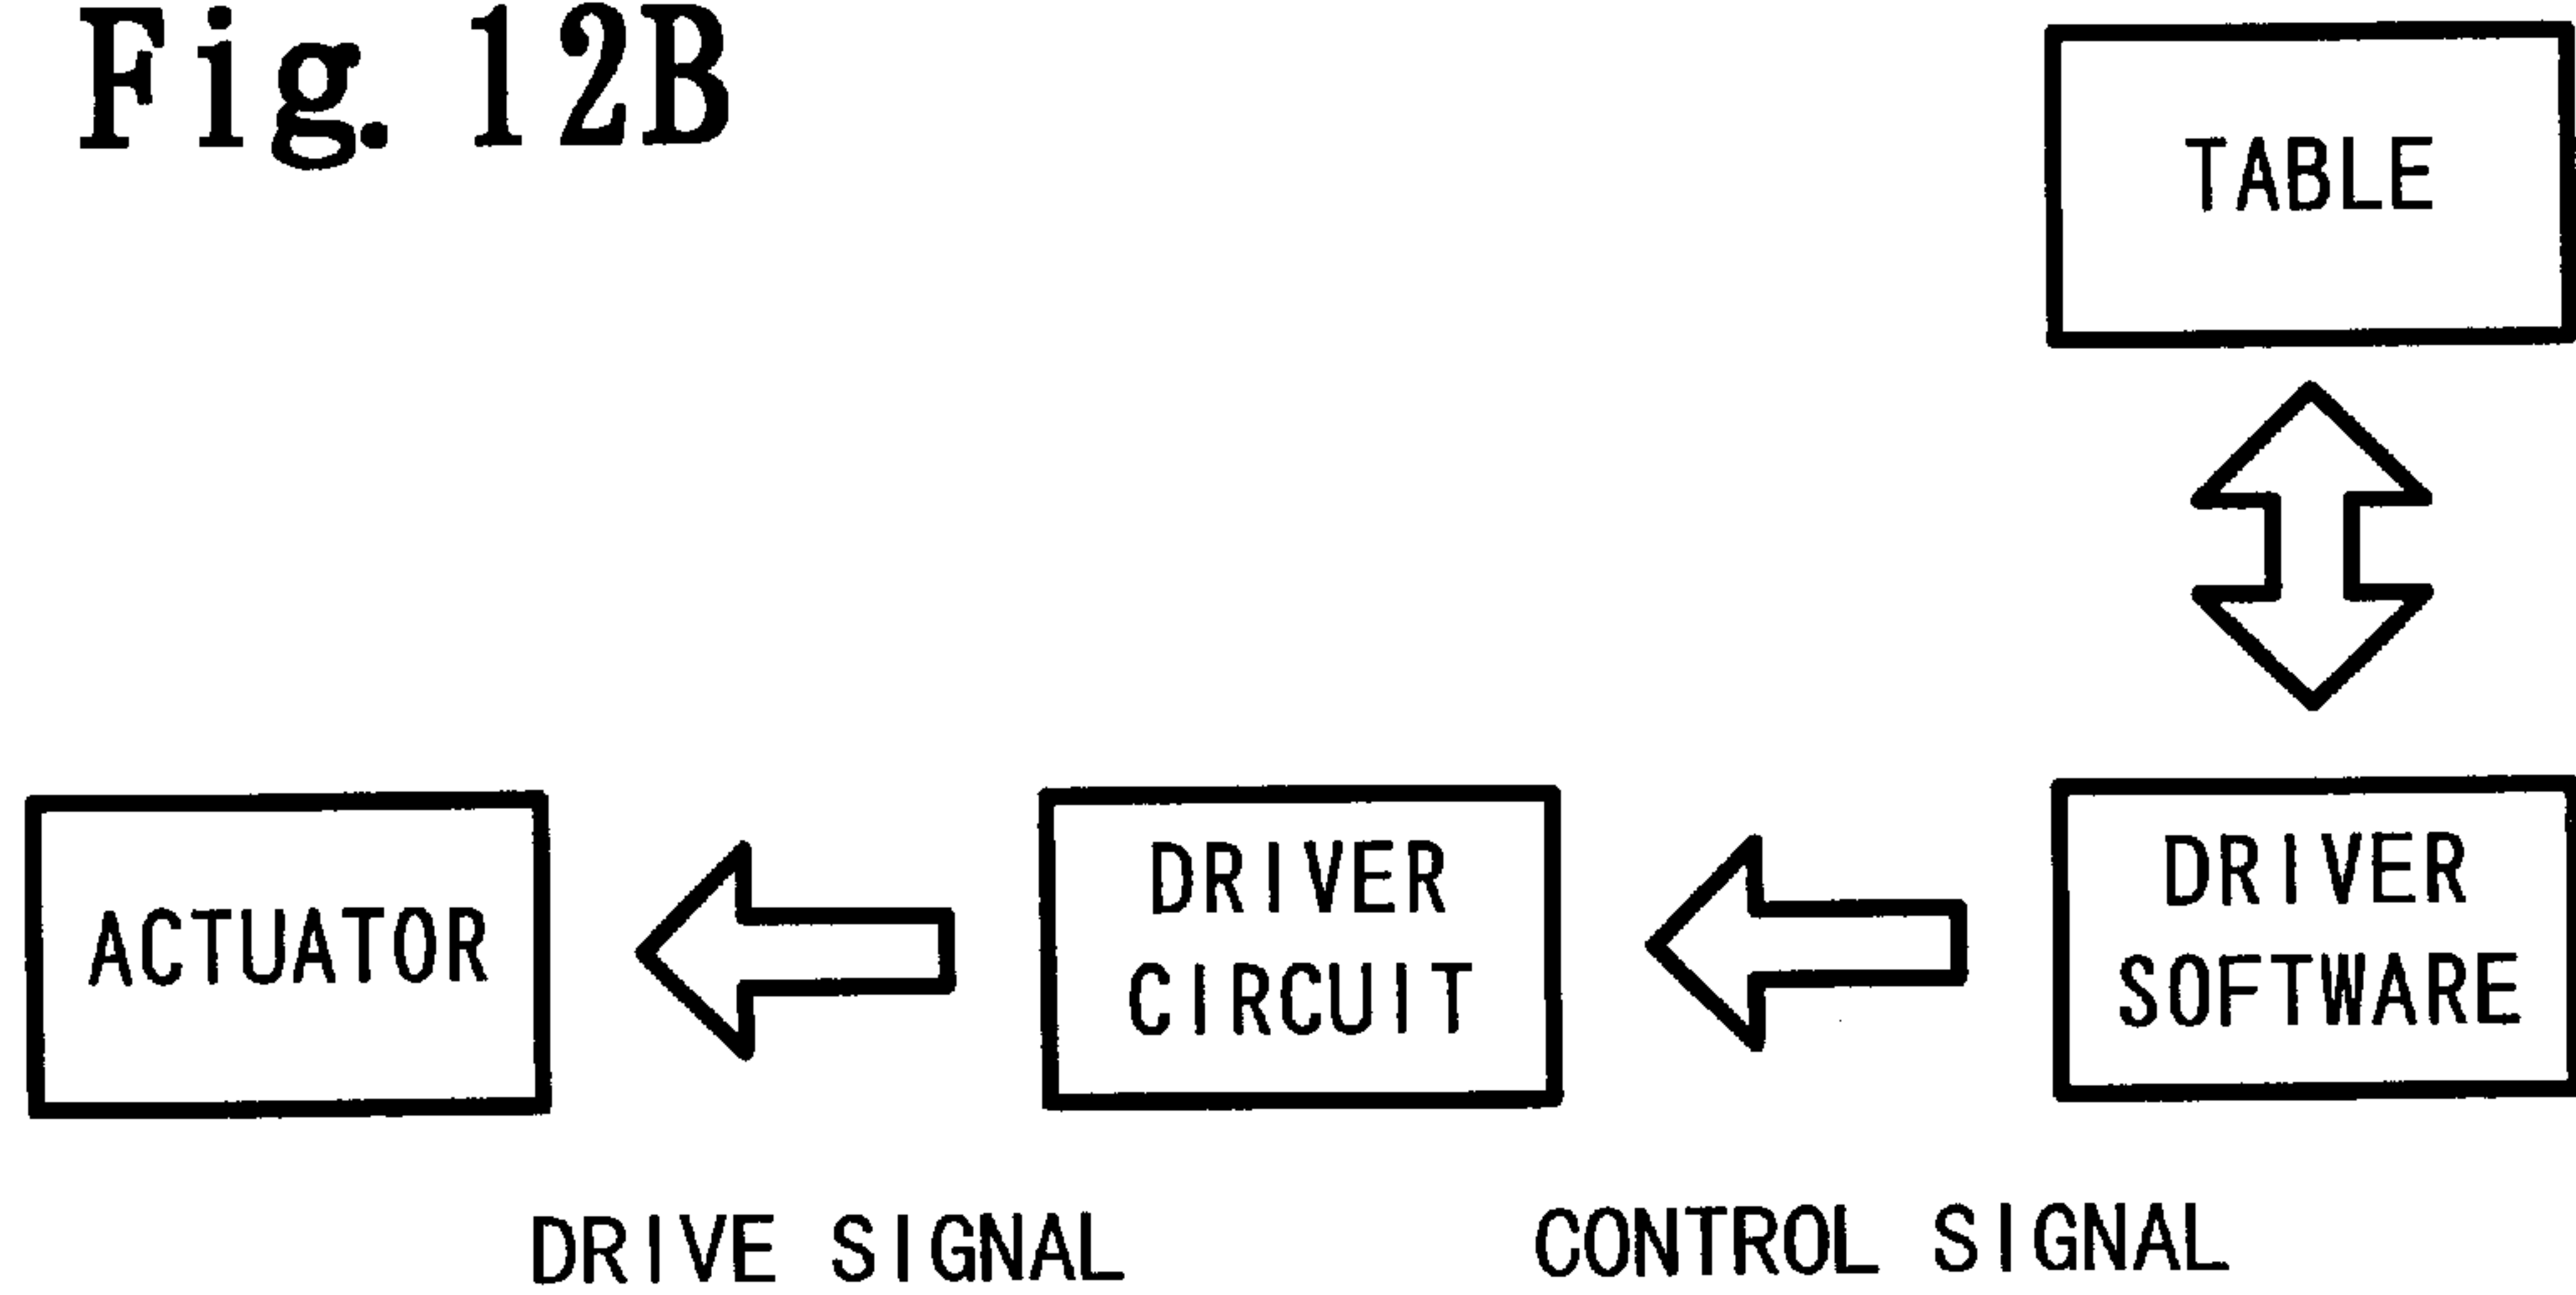 Fig. 12B
TABLE
ACTUATOR
DRIVER
CIRCUIT
DRIVER
SOFTWARE
DRIVE SIGNAL
CONTROL SIGNAL